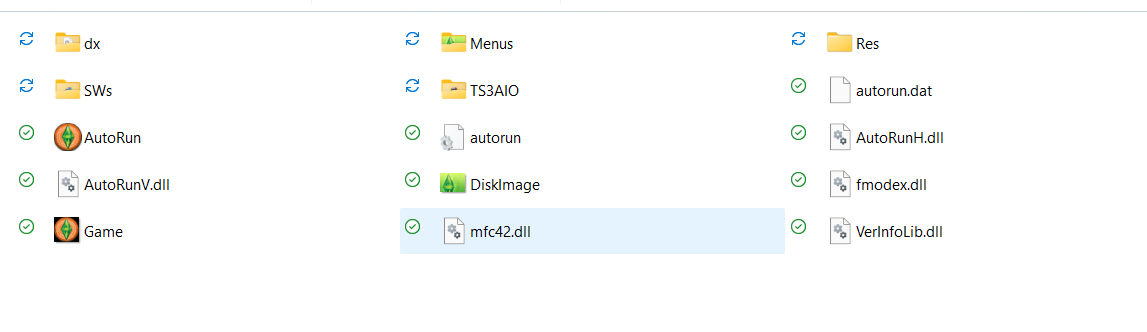 dx
Menus
Res
SWs
TS3AIO
autorun.dat
AutoRun
autorun
AutoRunH.dll
AutoRunV.dll
DiskImage
fmodex.dll
Game
mfc42.dll
VerInfoLib.dll